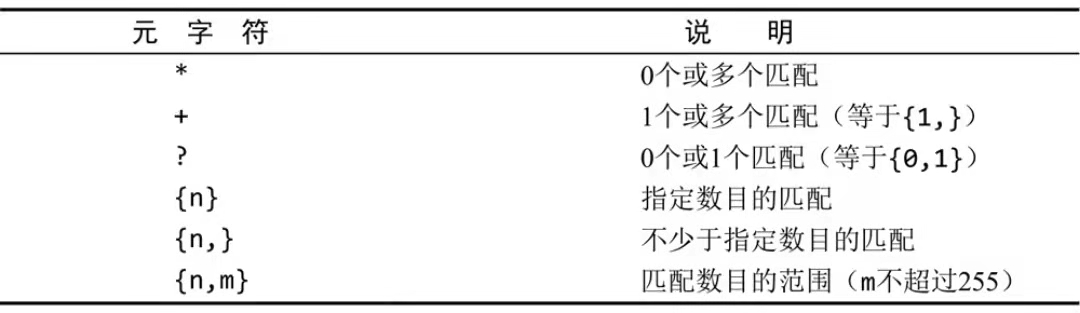 元 字 符 说 明
* 0个或多个匹配
+ 1个或多个匹配（等于{1,}）
? 0个或1个匹配（等于{0,1}）
{n} 指定数目的匹配
{n,} 不少于指定数目的匹配
{n,m} 匹配数目的范围（m不超过255）